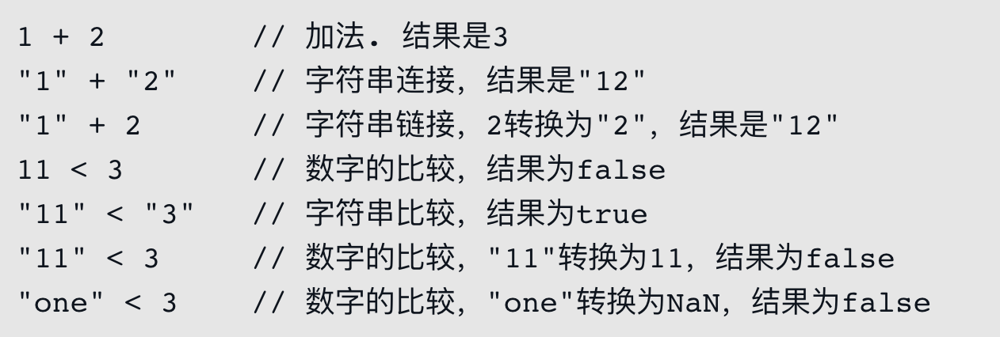 1 + 2 // 加法. 结果是3
"1" + "2" // 字符串连接，结果是"12"
"1" + 2 // 字符串链接，2转换为"2"，结果是"12"
11 < 3 // 数字的比较，结果为false
"11" < "3" // 字符串比较，结果为true
"11" < 3 // 数字的比较，"11"转换为11，结果为false
"one" < 3 // 数字的比较，"one"转换为NaN，结果为false